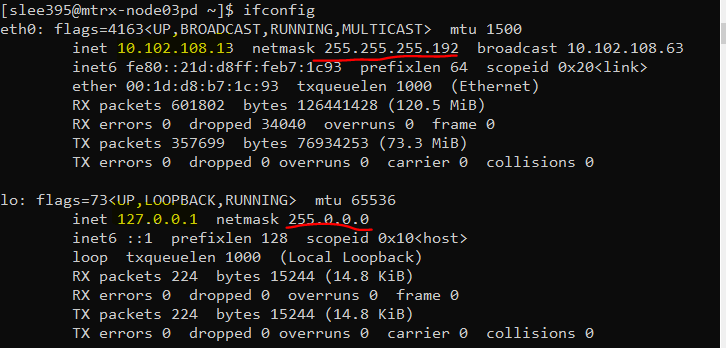 [slee395@mtrx-node03pd ~]$ ifconfig
eth0: flags=4163<UP,BROADCAST,RUNNING,MULTICAST>  mtu 1500
        inet 10.102.108.13  netmask 255.255.255.192  broadcast 10.102.108.63
        inet6 fe80::21d:d8ff:feb7:1c93  prefixlen 64  scopeid 0x20<link>
        ether 00:1d:d8:b7:1c:93  txqueuelen 1000  (Ethernet)
        RX packets 601802  bytes 126441428 (120.5 MiB)
        RX errors 0  dropped 34040  overruns 0  frame 0
        TX packets 357699  bytes 76934253 (73.3 MiB)
        TX errors 0  dropped 0 overruns 0  carrier 0  collisions 0

lo: flags=73<UP,LOOPBACK,RUNNING>  mtu 65536
        inet 127.0.0.1  netmask 255.0.0.0
        inet6 ::1  prefixlen 128  scopeid 0x10<host>
        loop  txqueuelen 1000  (Local Loopback)
        RX packets 224  bytes 15244 (14.8 KiB)
        RX errors 0  dropped 0  overruns 0  frame 0
        TX packets 224  bytes 15244 (14.8 KiB)
        TX errors 0  dropped 0 overruns 0  carrier 0  collisions 0